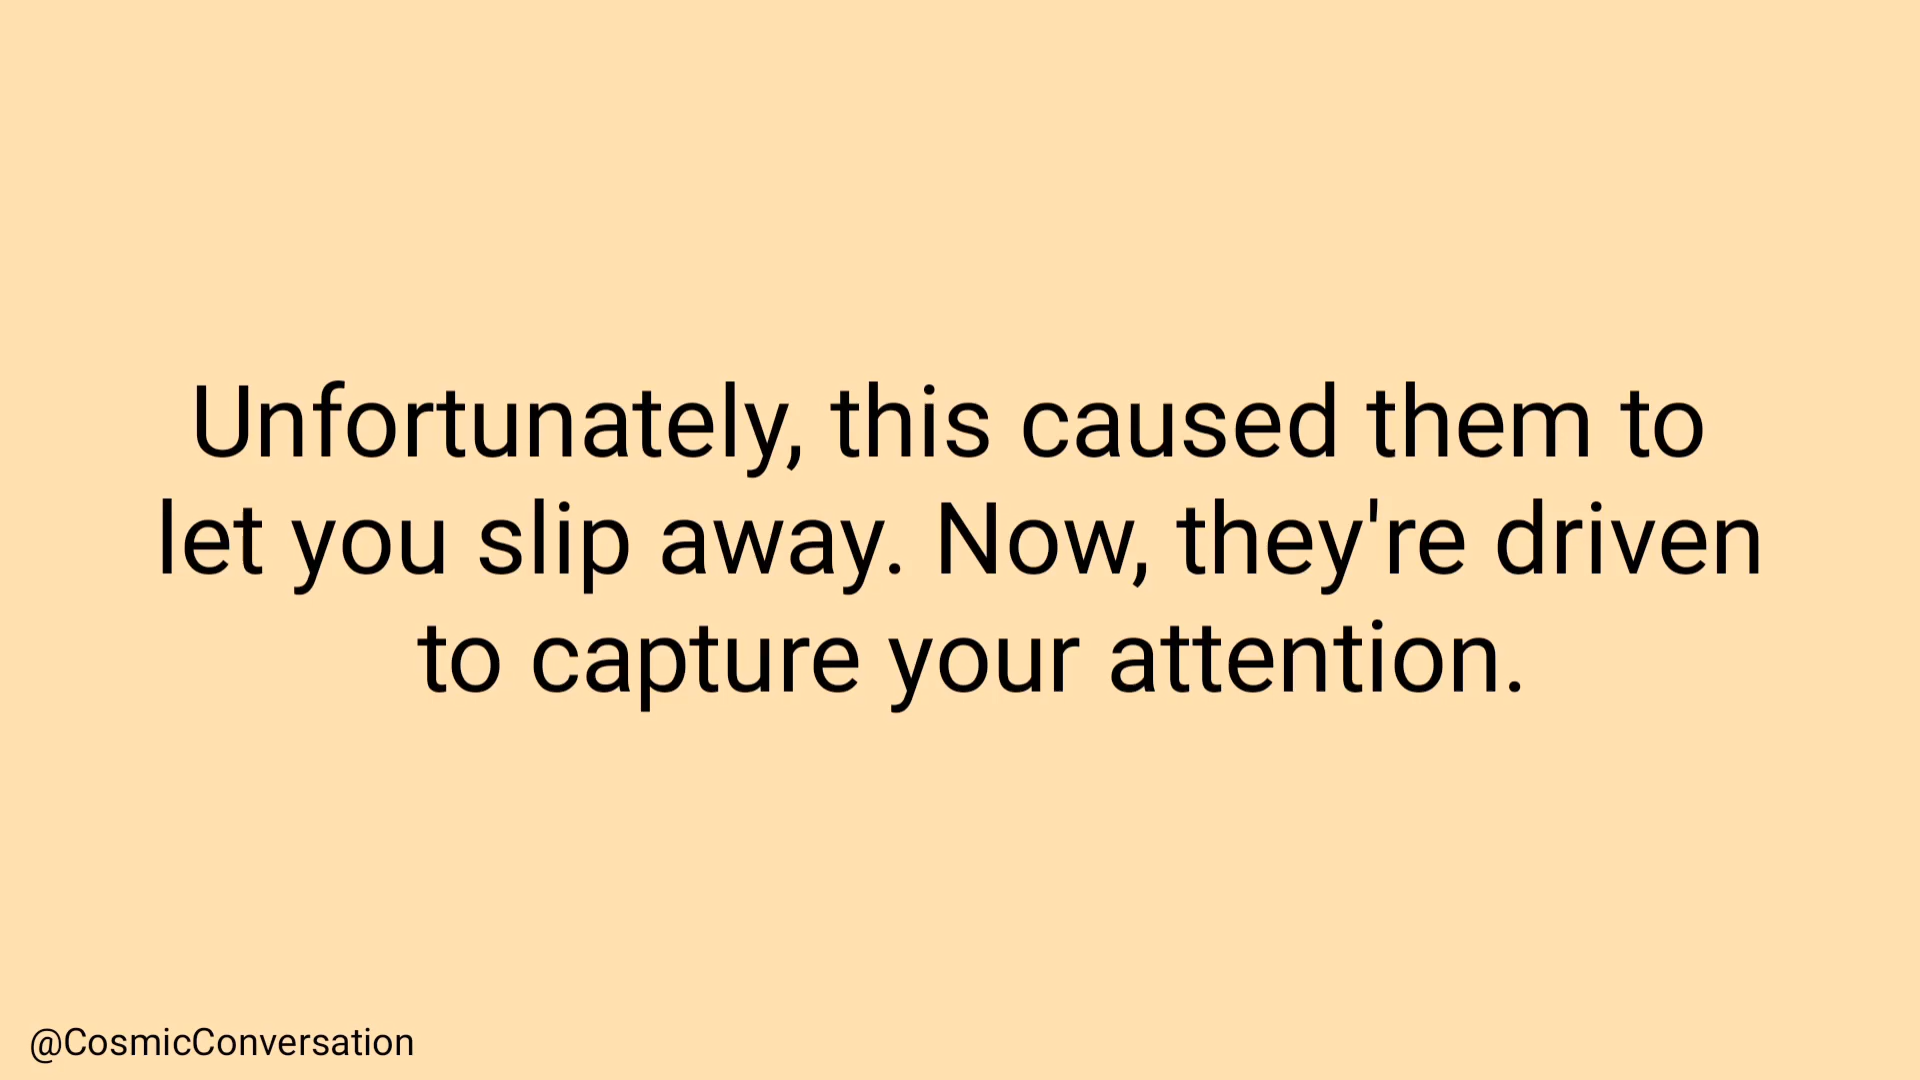 Unfortunately, this caused them to
let you slip away. Now, they're driven
to capture your attention.
@CosmicConversation